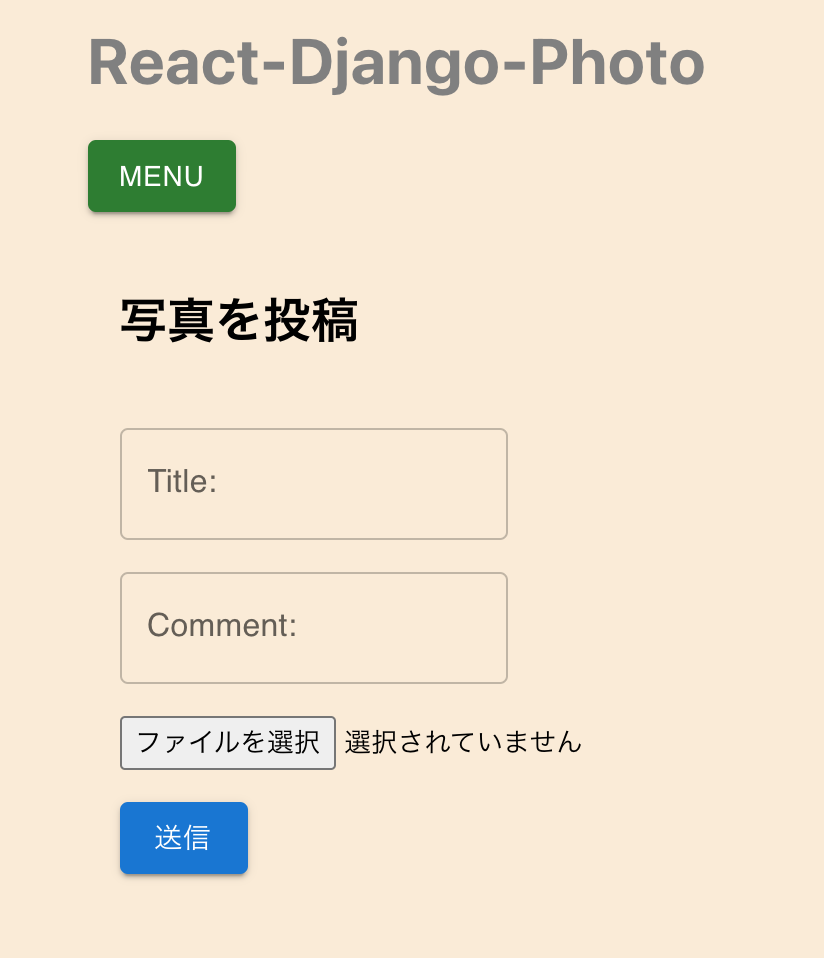 React-Django-Photo
MENU
写真を投稿
Title:
Comment:
ファイルを選択 選択されていません
送信